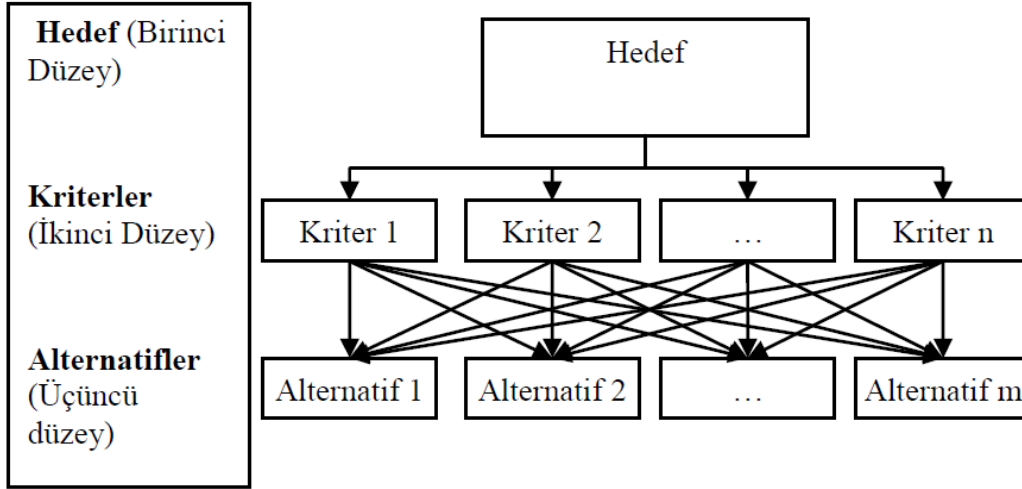 Hedef (Birinci
Düzey)
Hedef
Kriterler
(İkinci Düzey)
Kriter 1
Kriter 2
…
Kriter n
Alternatifler
(Üçüncü
düzey)
Alternatif 1
Alternatif 2
…
Alternatif m